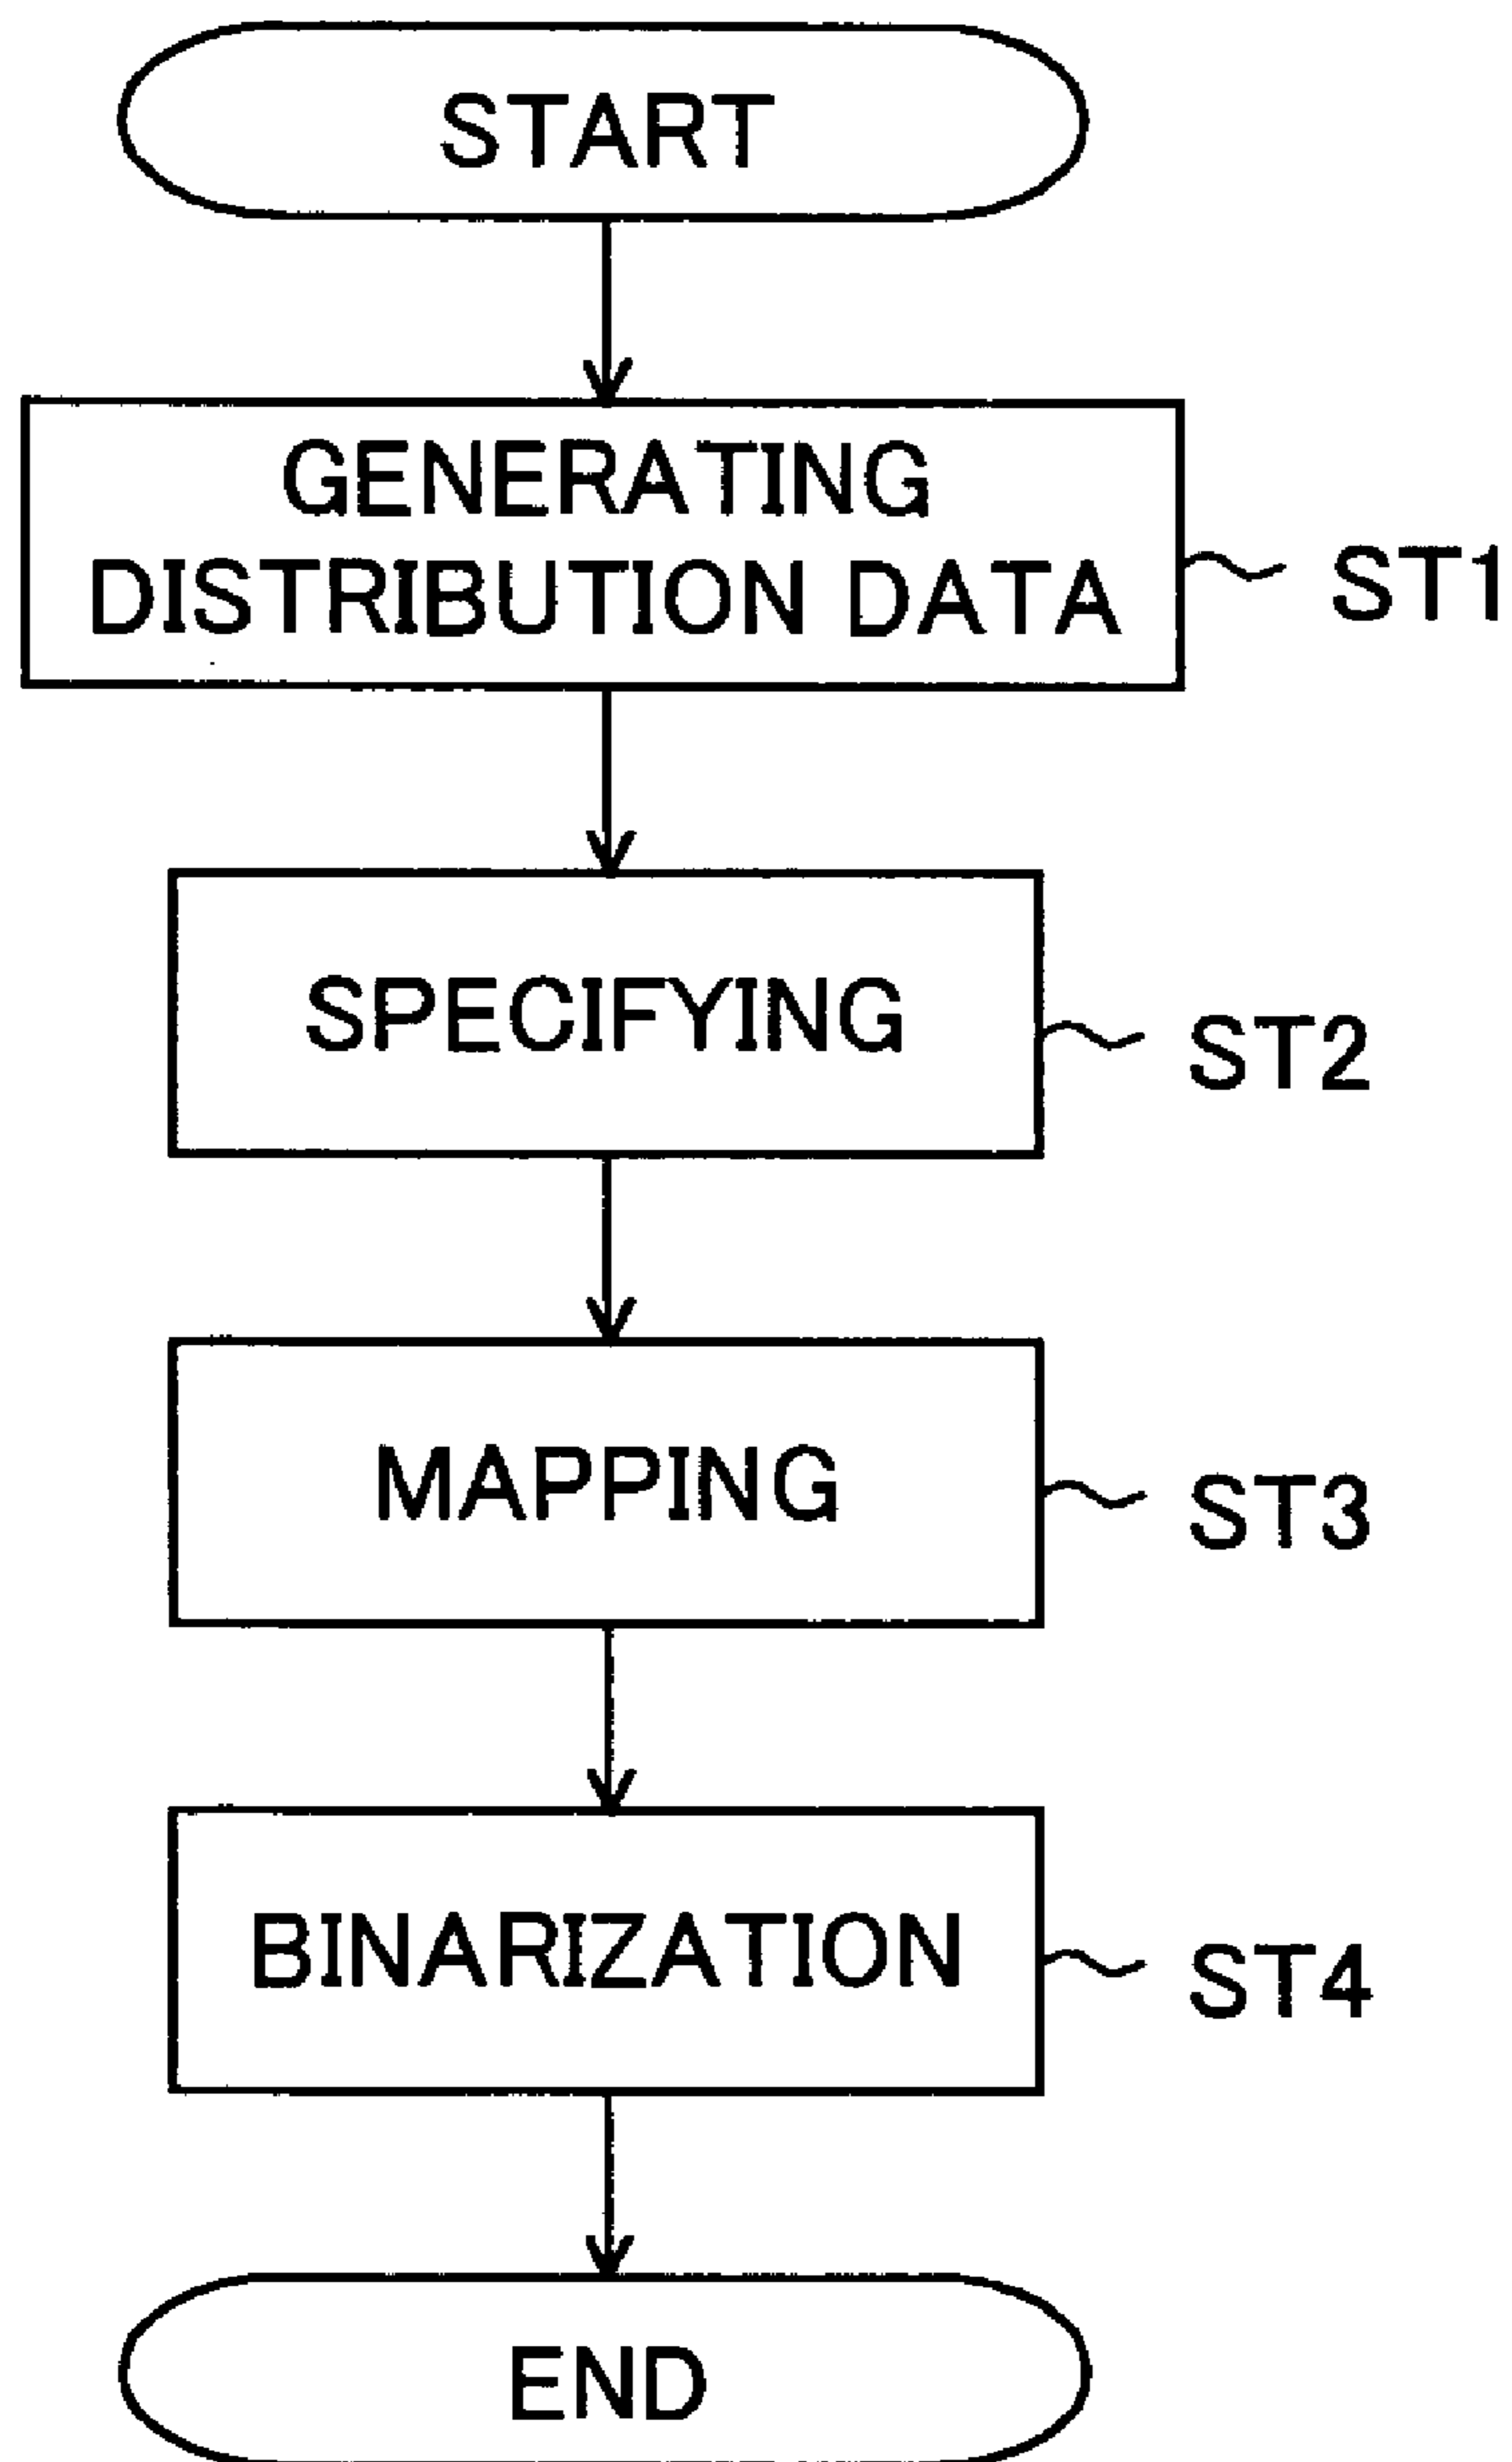 START
GENERATING
DISTRIBUTION DATA
ST1
SPECIFYING
ST2
MAPPING
ST3
BINARIZATION
ST4
END